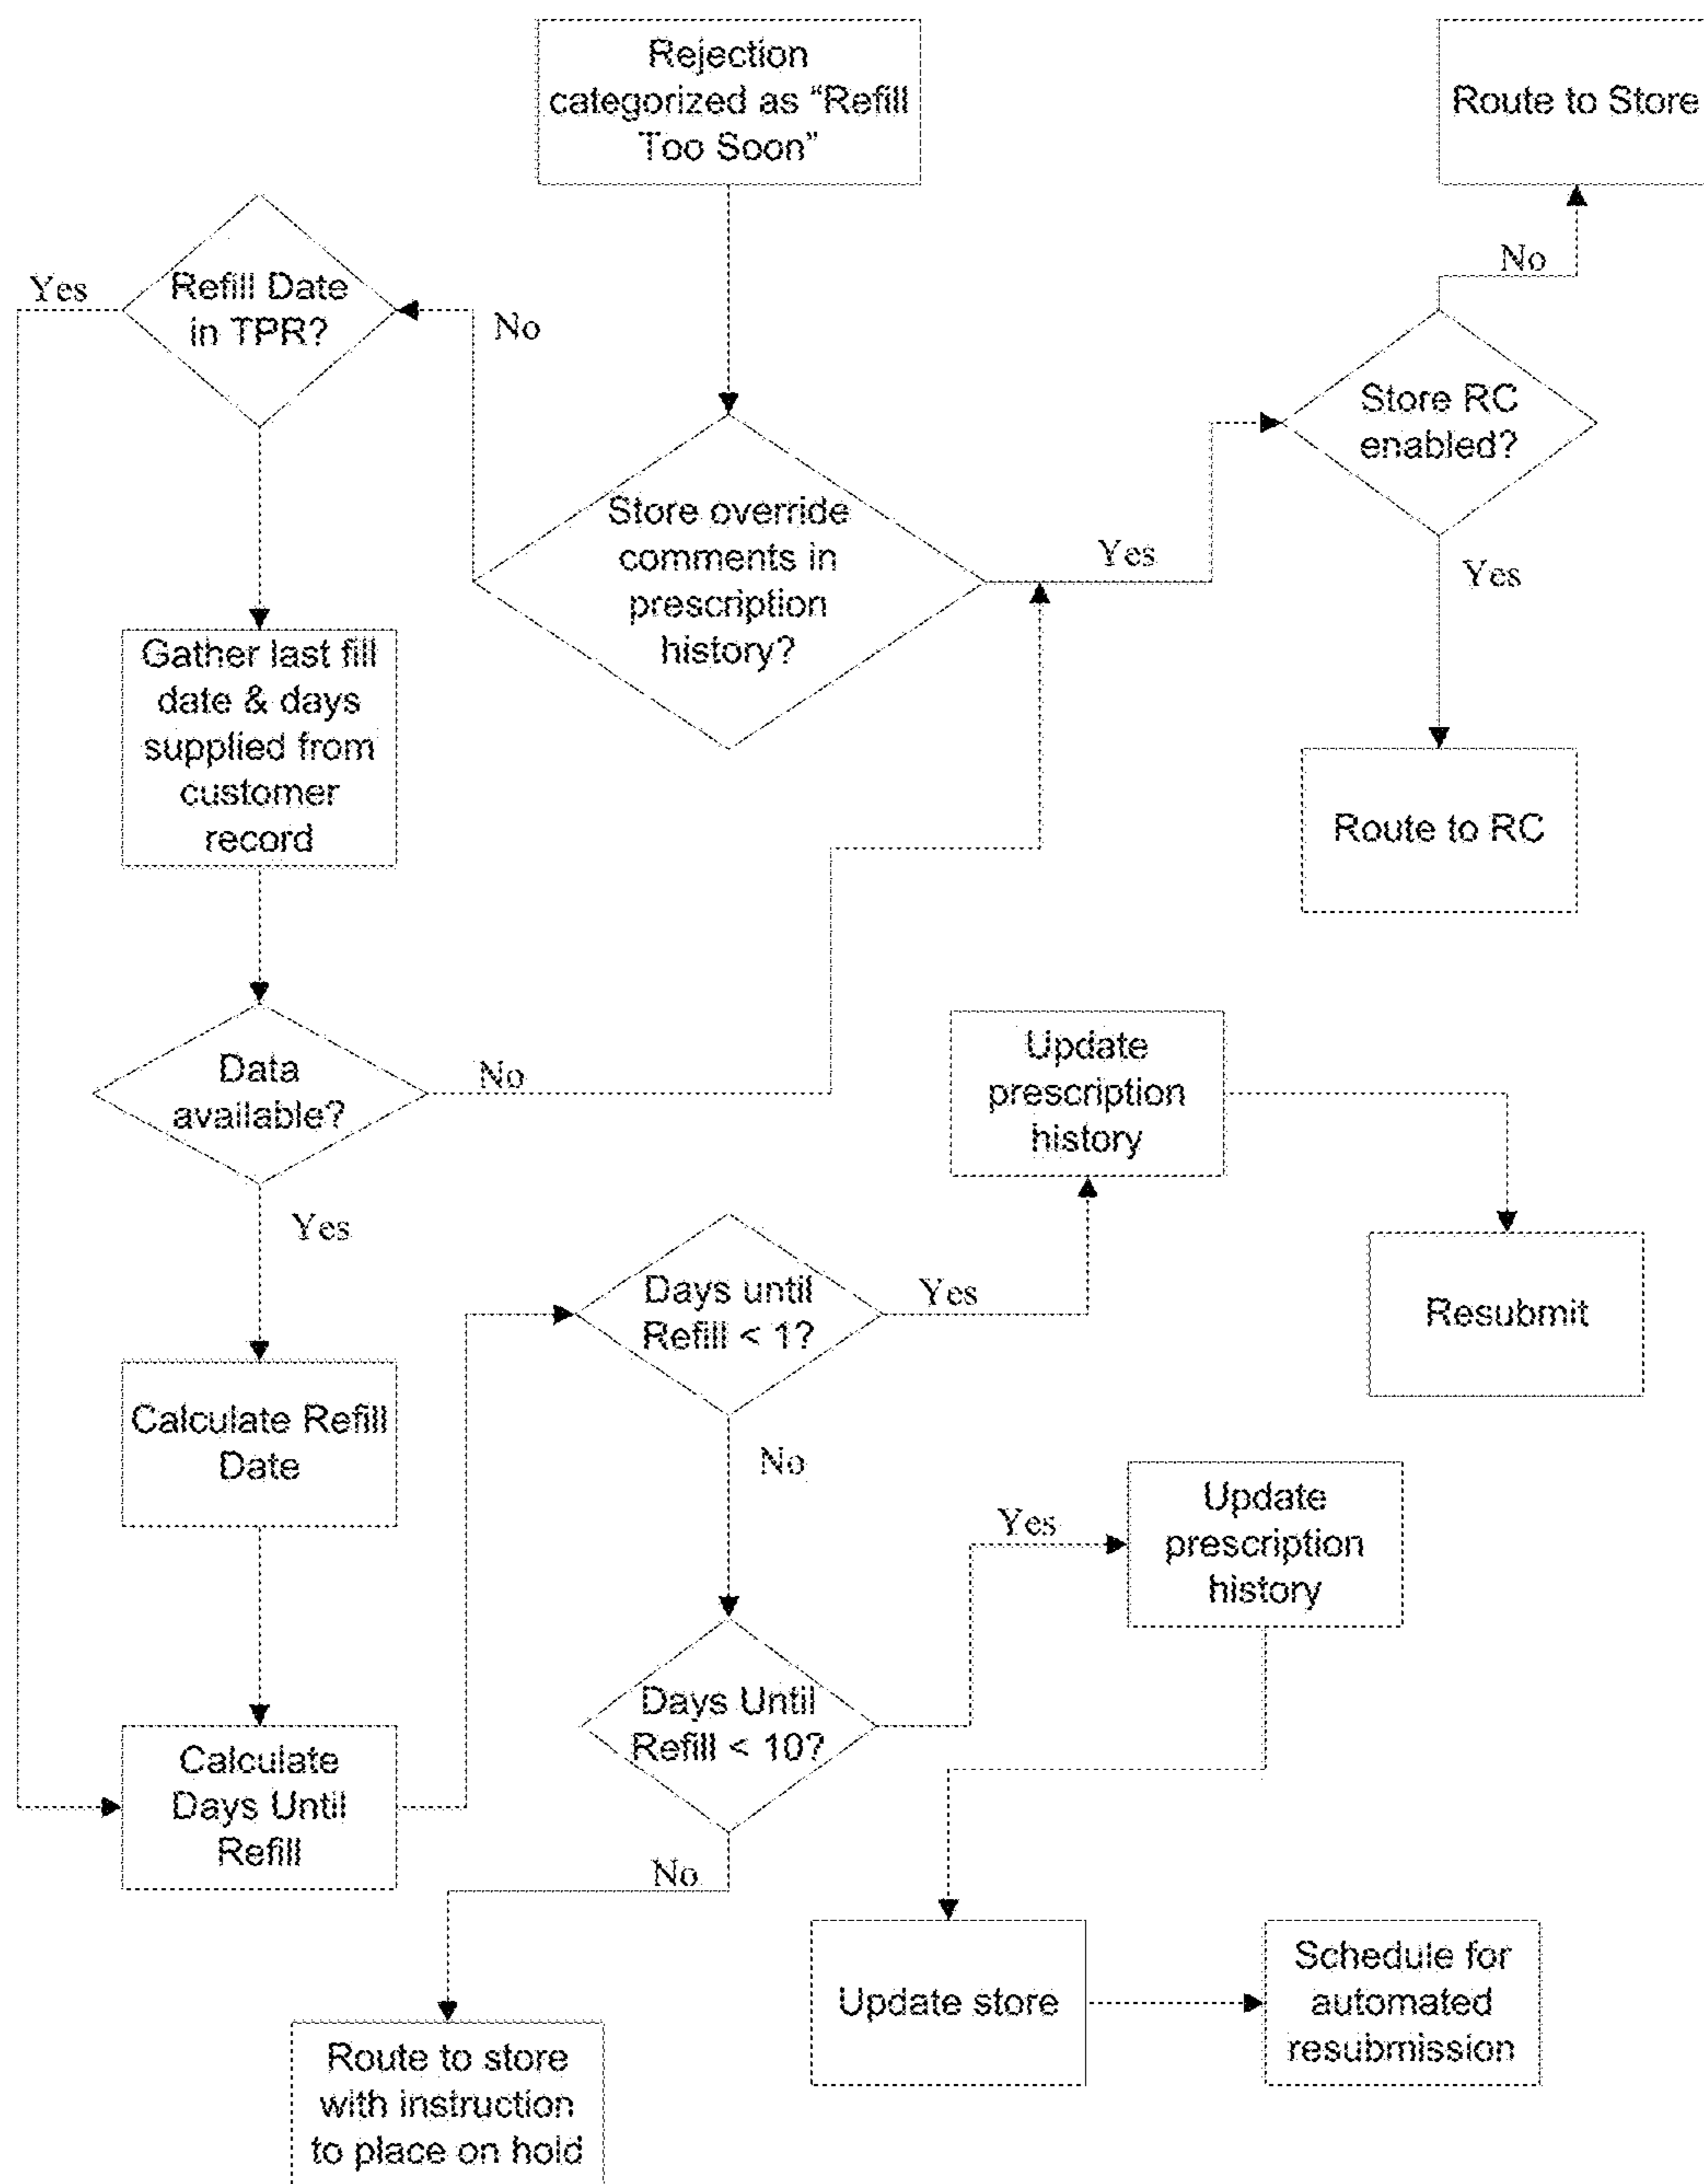 Rejection
categorized as “Refill
Too Soon”
Route to Store
No
Yes
Refill Date
in TPR?
No
Store RC
enabled?
Store override
comments in
prescription
history?
Yes
Yes
Gather last fill
date & days
supplied from
customer
record
Route to RC
Data
available?
No
Update
prescription
history
Yes
Days until
Refill < 1?
Yes
Resubmit
Calculate Refill
Date
No
Yes
Update
prescription
history
Calculate
Days Until
Refill
Days Until
Refill < 10?
No
Update store
Schedule for
automated
resubmission
Route to store
with instruction
to place on hold